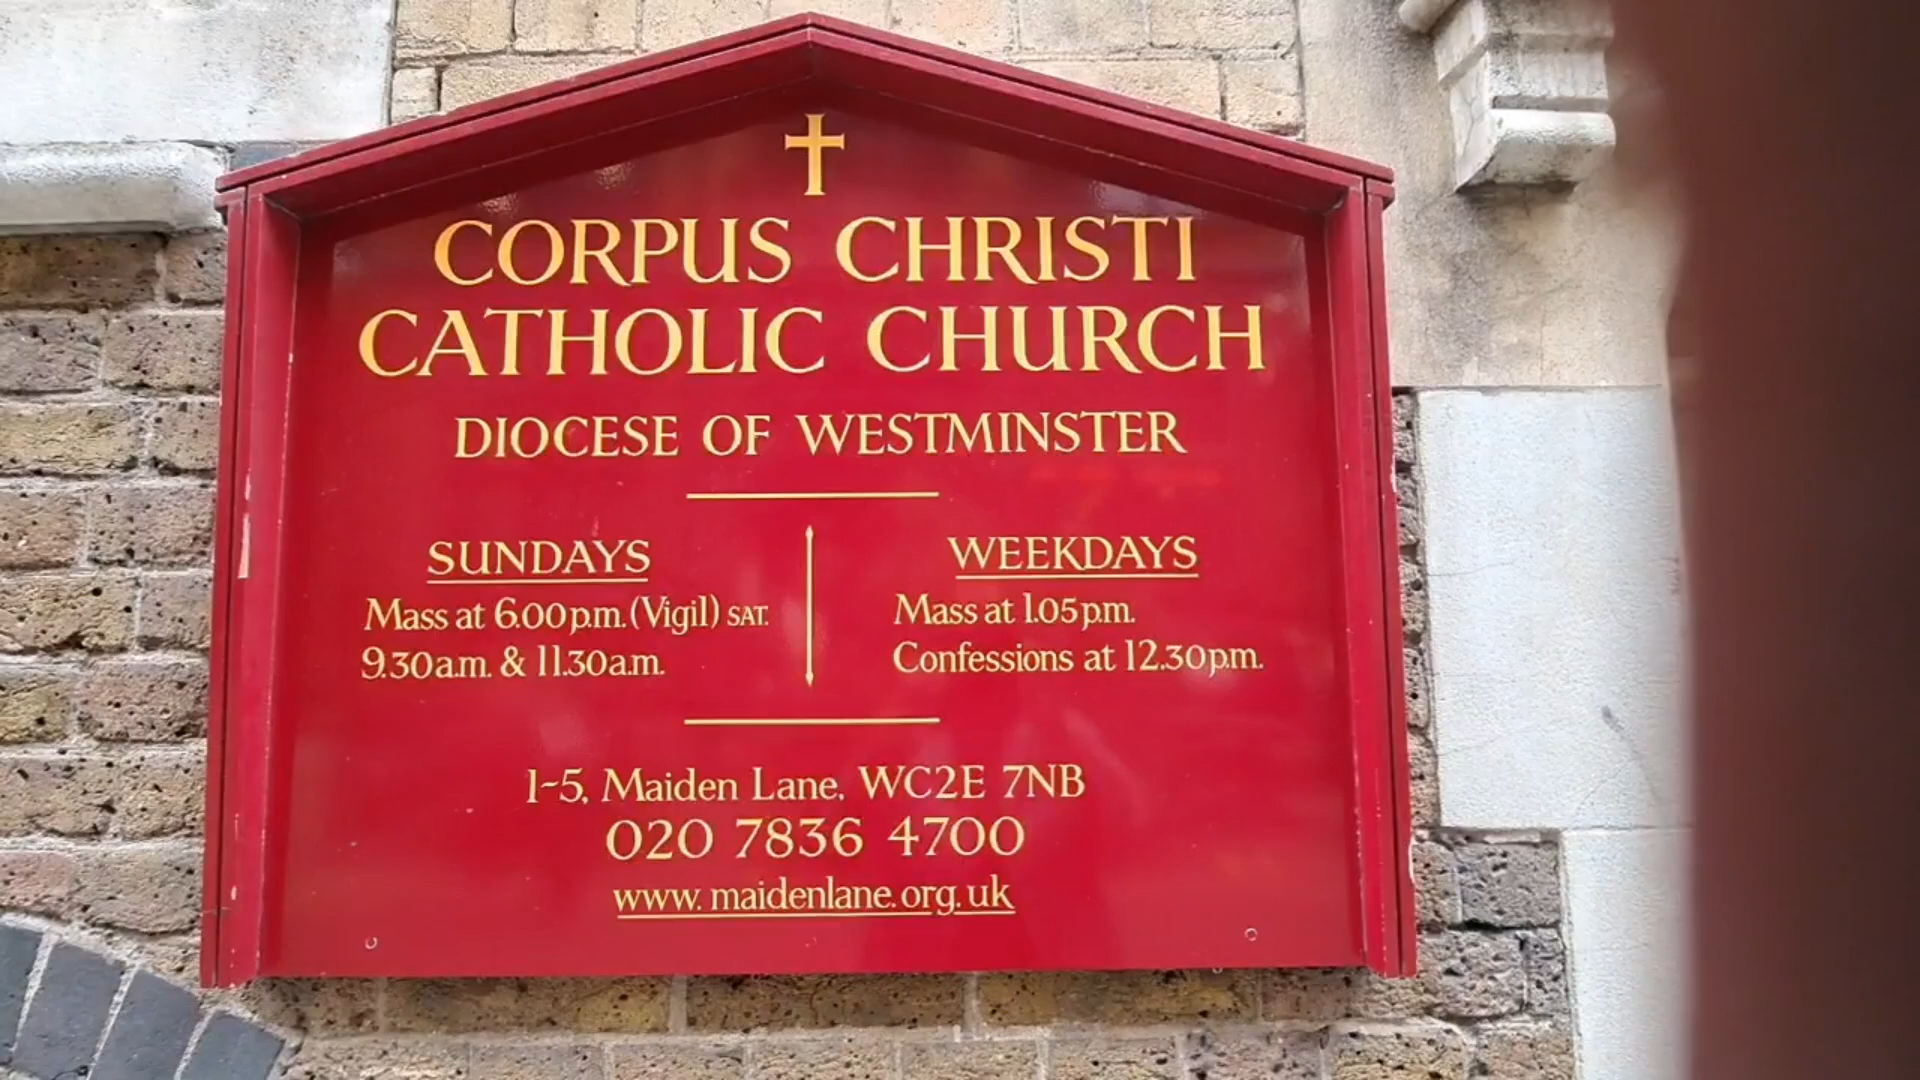 CORPUS CHRISTI
CATHOLIC CHURCH
DIOCESE OF WESTMINSTER
SUNDAYS
Mass at 6.00p.m. (Vigil) SAT.
9.30a.m. & 11.30a.m.
WEEKDAYS
Mass at 1.05p.m.
Confessions at 12.30p.m.
1~5, Maiden Lane. WC2E 7NB
020 7836 4700
www.maidenlane.org.uk